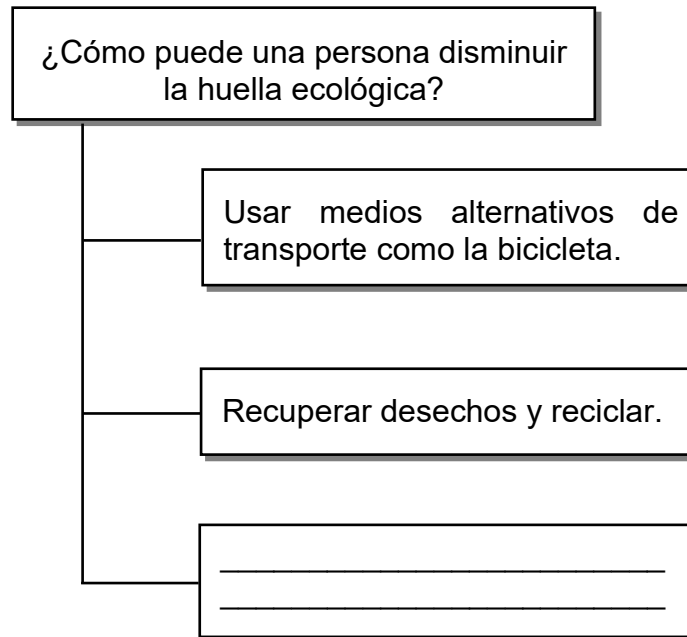 ¿Cómo puede una persona disminuir
la huella ecológica?
Usar medios alternativos de
transporte como la bicicleta.
Recuperar desechos y reciclar.